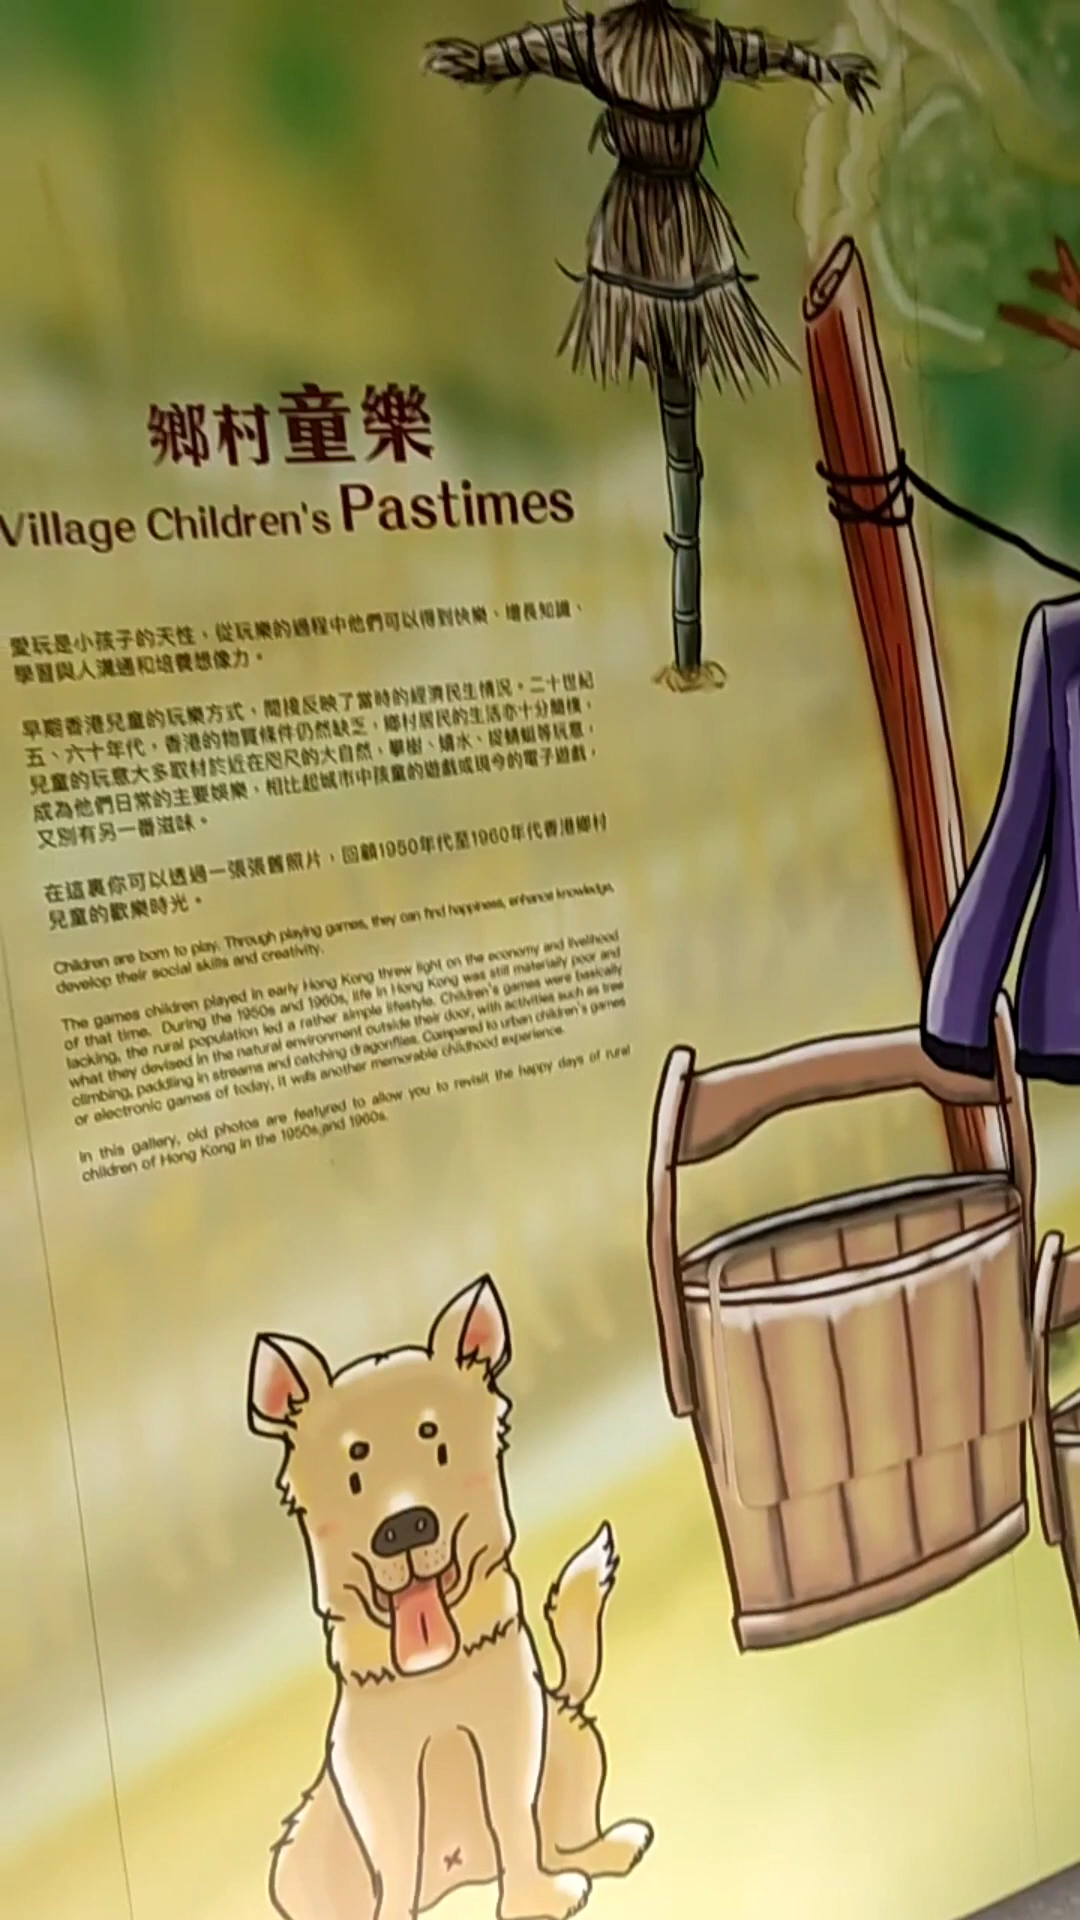 鄉村童樂
Village Children's Pastimes
愛玩是小孩子的天性，從玩樂的過程中他們可以得到快樂、增長知識、
學習與人溝通和培養想像力。
早期香港兒童的玩樂方式，間接反映了當時的經濟民生情況。二十世紀
五、六十年代，香港的物質條件仍然缺乏，鄉村居民的生活亦十分簡樸，
兒童的玩意大多取材於近在咫尺的大自然，攀樹、嬉水、捉蜻蜓等玩意，
成為他們日常的主要娛樂，相比起城市中孩童的遊戲或現今的電子遊戲，
又別有另一番滋味。
在這裏你可以透過一張張舊照片，回顧1950年代至1960年代香港鄉村
兒童的歡樂時光。
Children are born to play. Through playing games, they can find happiness, enhance knowledge,
develop their social skills and creativity.
The games children played in early Hong Kong threw light on the economy and livelihood
of that time. During the 1950s and 1960s, life in Hong Kong was still materially poor and
lacking, the rural population led a rather simple lifestyle. Children's games were basically
what they devised in the natural environment outside their door, with activities such as tree
climbing, paddling in streams and catching dragonflies. Compared to urban children's games
or electronic games of today, it was another memorable childhood experience.
In this gallery, old photos are featured to allow you to revisit the happy days of rural
children of Hong Kong in the 1950s and 1960s.